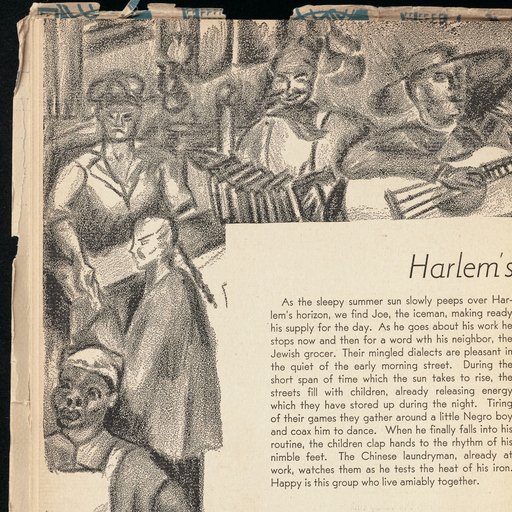 Harlem's
As the sleepy summer sun slowly peeps over Har-
lem's horizon, we find Joe, the iceman, making ready
his supply for the day. As he goes about his work he
stops now and then for a word wth his neighbor, the
Jewish grocer. Their mingled dialects are pleasant in
the quiet of the early morning street. During the
short span of time which the sun takes to rise, the
streets fill with children, already releasing energy
which they have stored up during the night. Tiring
of their games they gather around a little Negro boy
and coax him to dance. When he finally falls into his
routine, the children clap hands to the rhythm of his
nimble feet. The Chinese laundryman, already at
work, watches them as he tests the heat of his iron.
Happy is this group who live amiably together.